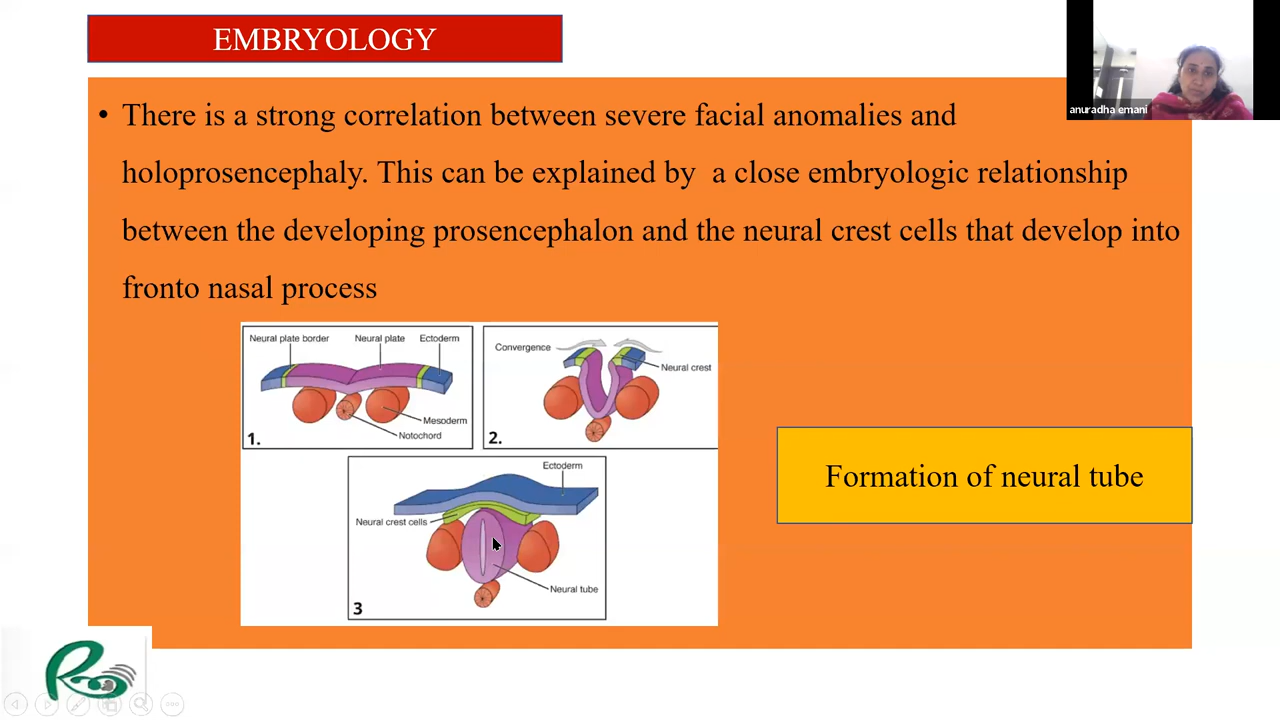 EMBRYOLOGY
anuradha emani
• There is a strong correlation between severe facial anomalies and
holoprosencephaly. This can be explained by a close embryologic relationship
between the developing prosencephalon and the neural crest cells that develop into
fronto nasal process
Neural plate border
Neural plate
Ectoderm
Mesoderm
Notochord
1.
Convergence
Neural crest
2.
Ectoderm
Neural crest cells
Neural tube
3
Formation of neural tube